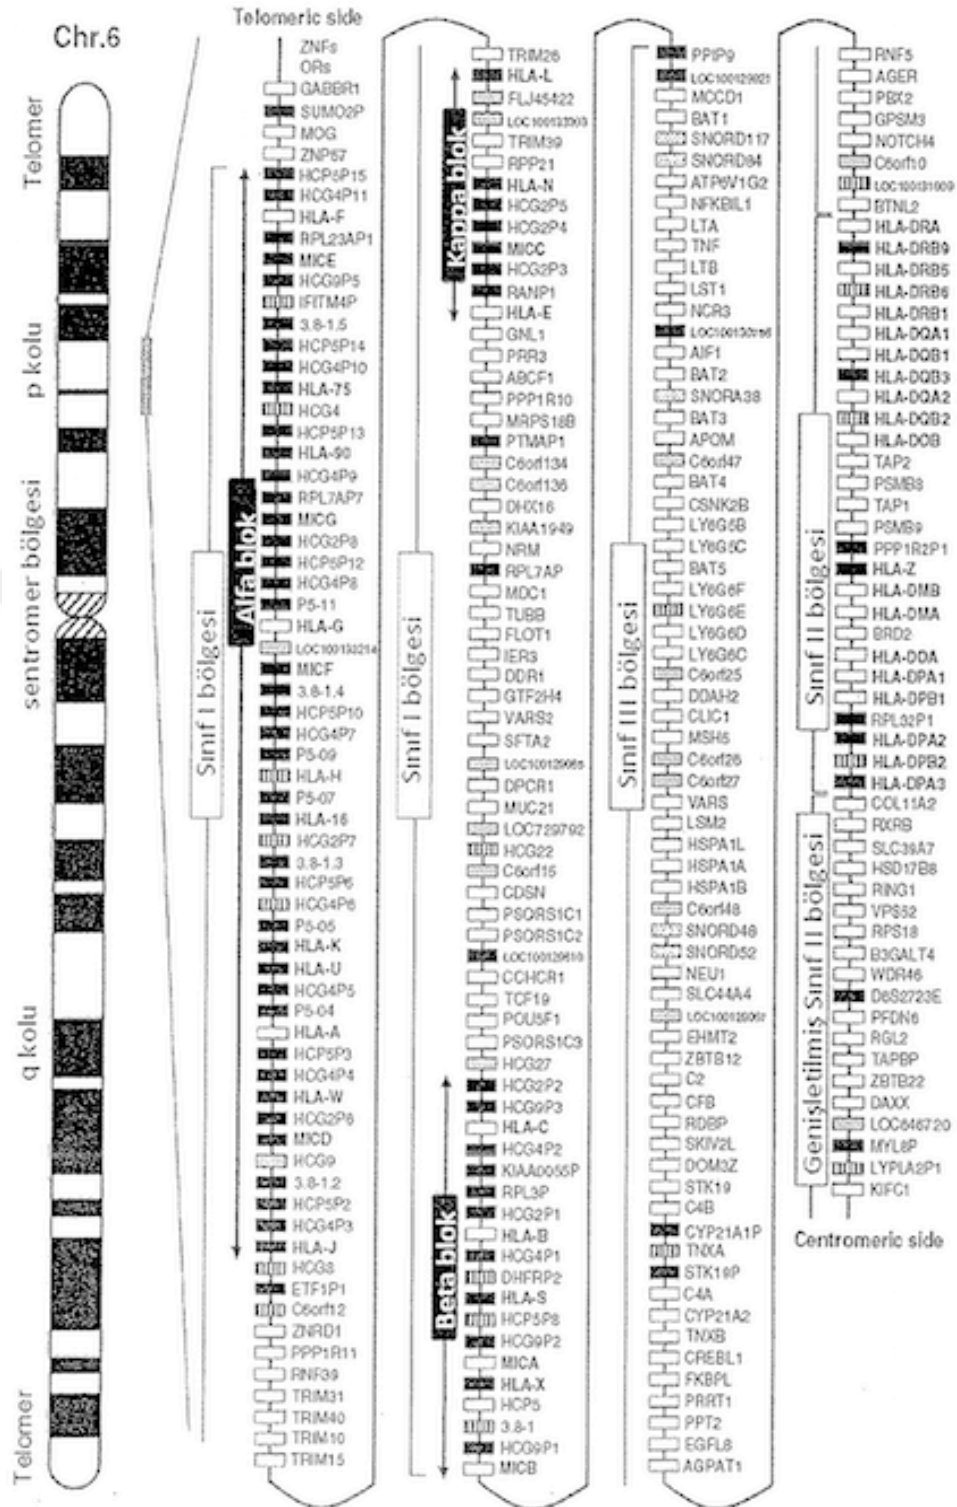 Chr.6
Telomer
p kolu
sentromer bölgesi
q kolu
Telomer
Telomeric side
ZNFs
ORs
GABBR1
SUMO2P
MOG
ZNP57
HCP5P15
HCG4P11
HLA-F
RPL23AP1
MICE
HCG9P5
IFITM4P
3.8-1.5
HCP5P14
HCG4P10
HLA-75
HCG4
HCP5P13
HLA-90
HCG4P9
RPL7AP7
MICG
HCG2P8
HCP5P12
HCG4P8
P5-11
HLA-G
MICF
3.8-1.4
HCP5P10
HCG4P7
P5-09
HLA-H
P5-07
HLA-16
HCG2P7
3.8-1.3
HCP5P6
HCG4P6
P5-05
HLA-K
HLA-U
HCG4P5
P5-04
HLA-A
HCP5P3
HCG4P4
HLA-W
HCG2P6
MICD
HCG9
3.8-1.2
HCP5P2
HCG4P3
HLA-J
HCG8
ETF1P1
C6orf12
ZNRD1
PPP1R11
RNF39
TRIM31
TRIM40
TRIM10
TRIM15
Sınıf I bölgesi
Alfa blok
TRIM26
HLA-L
FLJ45422
TRIM39
RPP21
HLA-N
HCG2P5
HCG2P4
MICC
HCG2P3
RANP1
HLA-E
GNL1
PRR3
ABCF1
PPP1R10
MRPS18B
PTMAP1
C6orf134
C6orf136
DHX16
KIAA1949
NRM
RPL7AP
MDC1
TUBB
FLOT1
IER3
DDR1
GTF2H4
VARS2
SFTA2
DPCR1
MUC21
LOC729792
HCG22
C6orf15
CDSN
PSORS1C1
PSORS1C2
CCHCR1
TCF19
POU5F1
PSORS1C3
HCG27
HCG2P2
HCG9P3
HLA-C
HCG4P2
KIAA0055P
RPL3P
HCG2P1
HLA-B
HCG4P1
DHFRP2
HLA-S
HCP5P8
HCG9P2
MICA
HLA-X
HCP5
3.8-1
HCG9P1
MICB
Kappa blok
Sınıf I bölgesi
Beta blok
PPIP9
MCCD1
BAT1
SNORD117
SNORD84
ATP6V1G2
NFKBIL1
LTA
TNF
LTB
LST1
NCR3
AIF1
BAT2
SNORA38
BAT3
APOM
C6orf47
BAT4
CSNK2B
LY6G5B
LY6G5C
BAT5
LY6G6F
LY6G6E
LY6G6D
LY6G6C
C6orf25
DDAH2
CLIC1
MSH5
C6orf26
C6orf27
VARS
LSM2
HSPA1L
HSPA1A
HSPA1B
C6orf48
SNORD48
SNORD52
NEU1
SLC44A4
EHMT2
ZBTB12
C2
CFB
RDBP
SKIV2L
DOM3Z
STK19
C4B
CYP21A1P
TNXA
STK19P
C4A
CYP21A2
TNXB
CREBL1
FKBPL
PRRT1
PPT2
EGFL8
AGPAT1
Sınıf III bölgesi
RNF5
AGER
PBX2
GPSM3
NOTCH4
C6orf10
BTNL2
HLA-DRA
HLA-DRB9
HLA-DRB5
HLA-DRB6
HLA-DRB1
HLA-DQA1
HLA-DQB1
HLA-DQB3
HLA-DQA2
HLA-DQB2
HLA-DOB
TAP2
PSMB8
TAP1
PSMB9
PPP1R2P1
HLA-Z
HLA-DMB
HLA-DMA
BRD2
HLA-DOA
HLA-DPA1
HLA-DPB1
RPL32P1
HLA-DPA2
HLA-DPB2
HLA-DPA3
COL11A2
RXRB
SLC39A7
HSD17B8
RING1
VPS52
RPS18
B3GALT4
WDR46
D6S2723E
PFDN6
RGL2
TAPBP
ZBTB22
DAXX
LOC646720
MYL8P
LYPLA2P1
KIFC1
Sınıf II bölgesi
Genişletilmiş Sınıf II bölgesi
Centromeric side